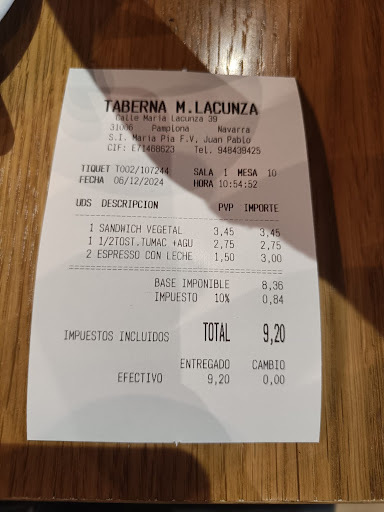 TABERNA M.LACUNZA
Calle María Lacunza 39
31006 Pamplona Navarra
S.I. Maria Pia F.V, Juan Pablo
CIF: E71468623 Tel. 948439425
TIQUET T002/107244 SALA 1 MESA 10
FECHA 06/12/2024 HORA 10:54:52
UDS DESCRIPCION PVP IMPORTE
1 SANDWICH VEGETAL 3,45 3,45
1 1/2TOST.TUMAC +AGU 2,75 2,75
2 ESPRESSO CON LECHE 1,50 3,00
BASE IMPONIBLE 8,36
IMPUESTO 10% 0,84
IMPUESTOS INCLUIDOS TOTAL 9,20
ENTREGADO CAMBIO
EFECTIVO 9,20 0,00